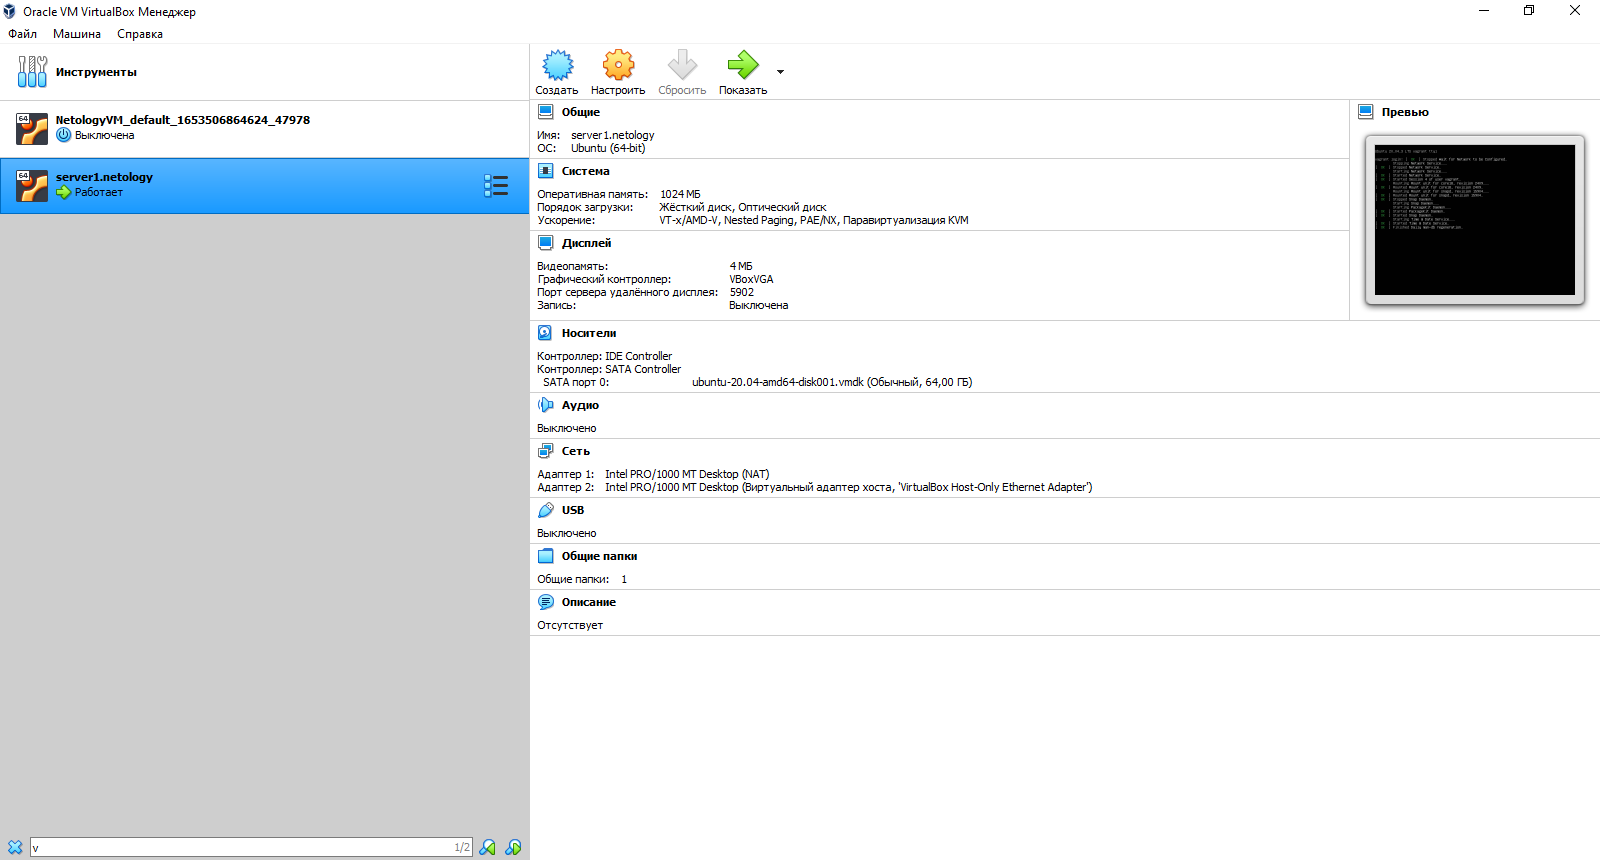 Oracle VM VirtualBox Менеджер
Файл Машина Справка
Инструменты
64
NetologyVM_default_1653506864624_47978
Выключена
64
server1.netology
Работает
v
1/2
Создать Настроить Сбросить Показать
Общие
Имя: server1.netology
ОС: Ubuntu (64-bit)
Система
Оперативная память: 1024 МБ
Порядок загрузки: Жёсткий диск, Оптический диск
Ускорение: VT-x/AMD-V, Nested Paging, PAE/NX, Паравиртуализация KVM
Дисплей
Видеопамять: 4 МБ
Графический контроллер: VBoxVGA
Порт сервера удалённого дисплея: 5902
Запись: Выключена
Превью
Носители
Контроллер: IDE Controller
Контроллер: SATA Controller
SATA порт 0: ubuntu-20.04-amd64-disk001.vmdk (Обычный, 64,00 ГБ)
Аудио
Выключено
Сеть
Адаптер 1: Intel PRO/1000 MT Desktop (NAT)
Адаптер 2: Intel PRO/1000 MT Desktop (Виртуальный адаптер хоста, 'VirtualBox Host-Only Ethernet Adapter')
USB
Выключено
Общие папки
Общие папки: 1
Описание
Отсутствует